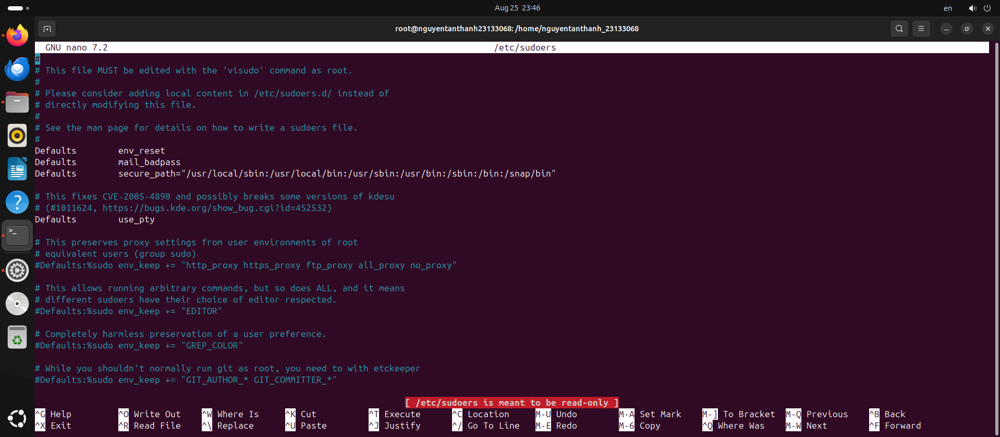 Aug 25 23:46
en
root@nguyentanthanh23133068: /home/nguyentanthanh_23133068
GNU nano 7.2 /etc/sudoers
#
# This file MUST be edited with the 'visudo' command as root.
#
# Please consider adding local content in /etc/sudoers.d/ instead of
# directly modifying this file.
#
# See the man page for details on how to write a sudoers file.
#
Defaults env_reset
Defaults mail_badpass
Defaults secure_path="/usr/local/sbin:/usr/local/bin:/usr/sbin:/usr/bin:/sbin:/bin:/snap/bin"
# This fixes CVE-2005-4890 and possibly breaks some versions of kdesu
# (#1011624, https://bugs.kde.org/show_bug.cgi?id=452532)
Defaults use_pty
# This preserves proxy settings from user environments of root
# equivalent users (group sudo)
#Defaults:%sudo env_keep += "http_proxy https_proxy ftp_proxy all_proxy no_proxy"
# This allows running arbitrary commands, but so does ALL, and it means
# different sudoers have their choice of editor respected.
#Defaults:%sudo env_keep += "EDITOR"
# Completely harmless preservation of a user preference.
#Defaults:%sudo env_keep += "GREP_COLOR"
# While you shouldn't normally run git as root, you need to with etckeeper
#Defaults:%sudo env_keep += "GIT_AUTHOR_* GIT_COMMITTER_*"
[ /etc/sudoers is meant to be read-only ]
^G Help ^O Write Out ^W Where Is ^K Cut ^T Execute ^C Location M-U Undo M-A Set Mark M-] To Bracket M-Q Previous ^B Back
^X Exit ^R Read File ^\ Replace ^U Paste ^J Justify ^/ Go To Line M-E Redo M-6 Copy ^Q Where Was M-W Next ^F Forward